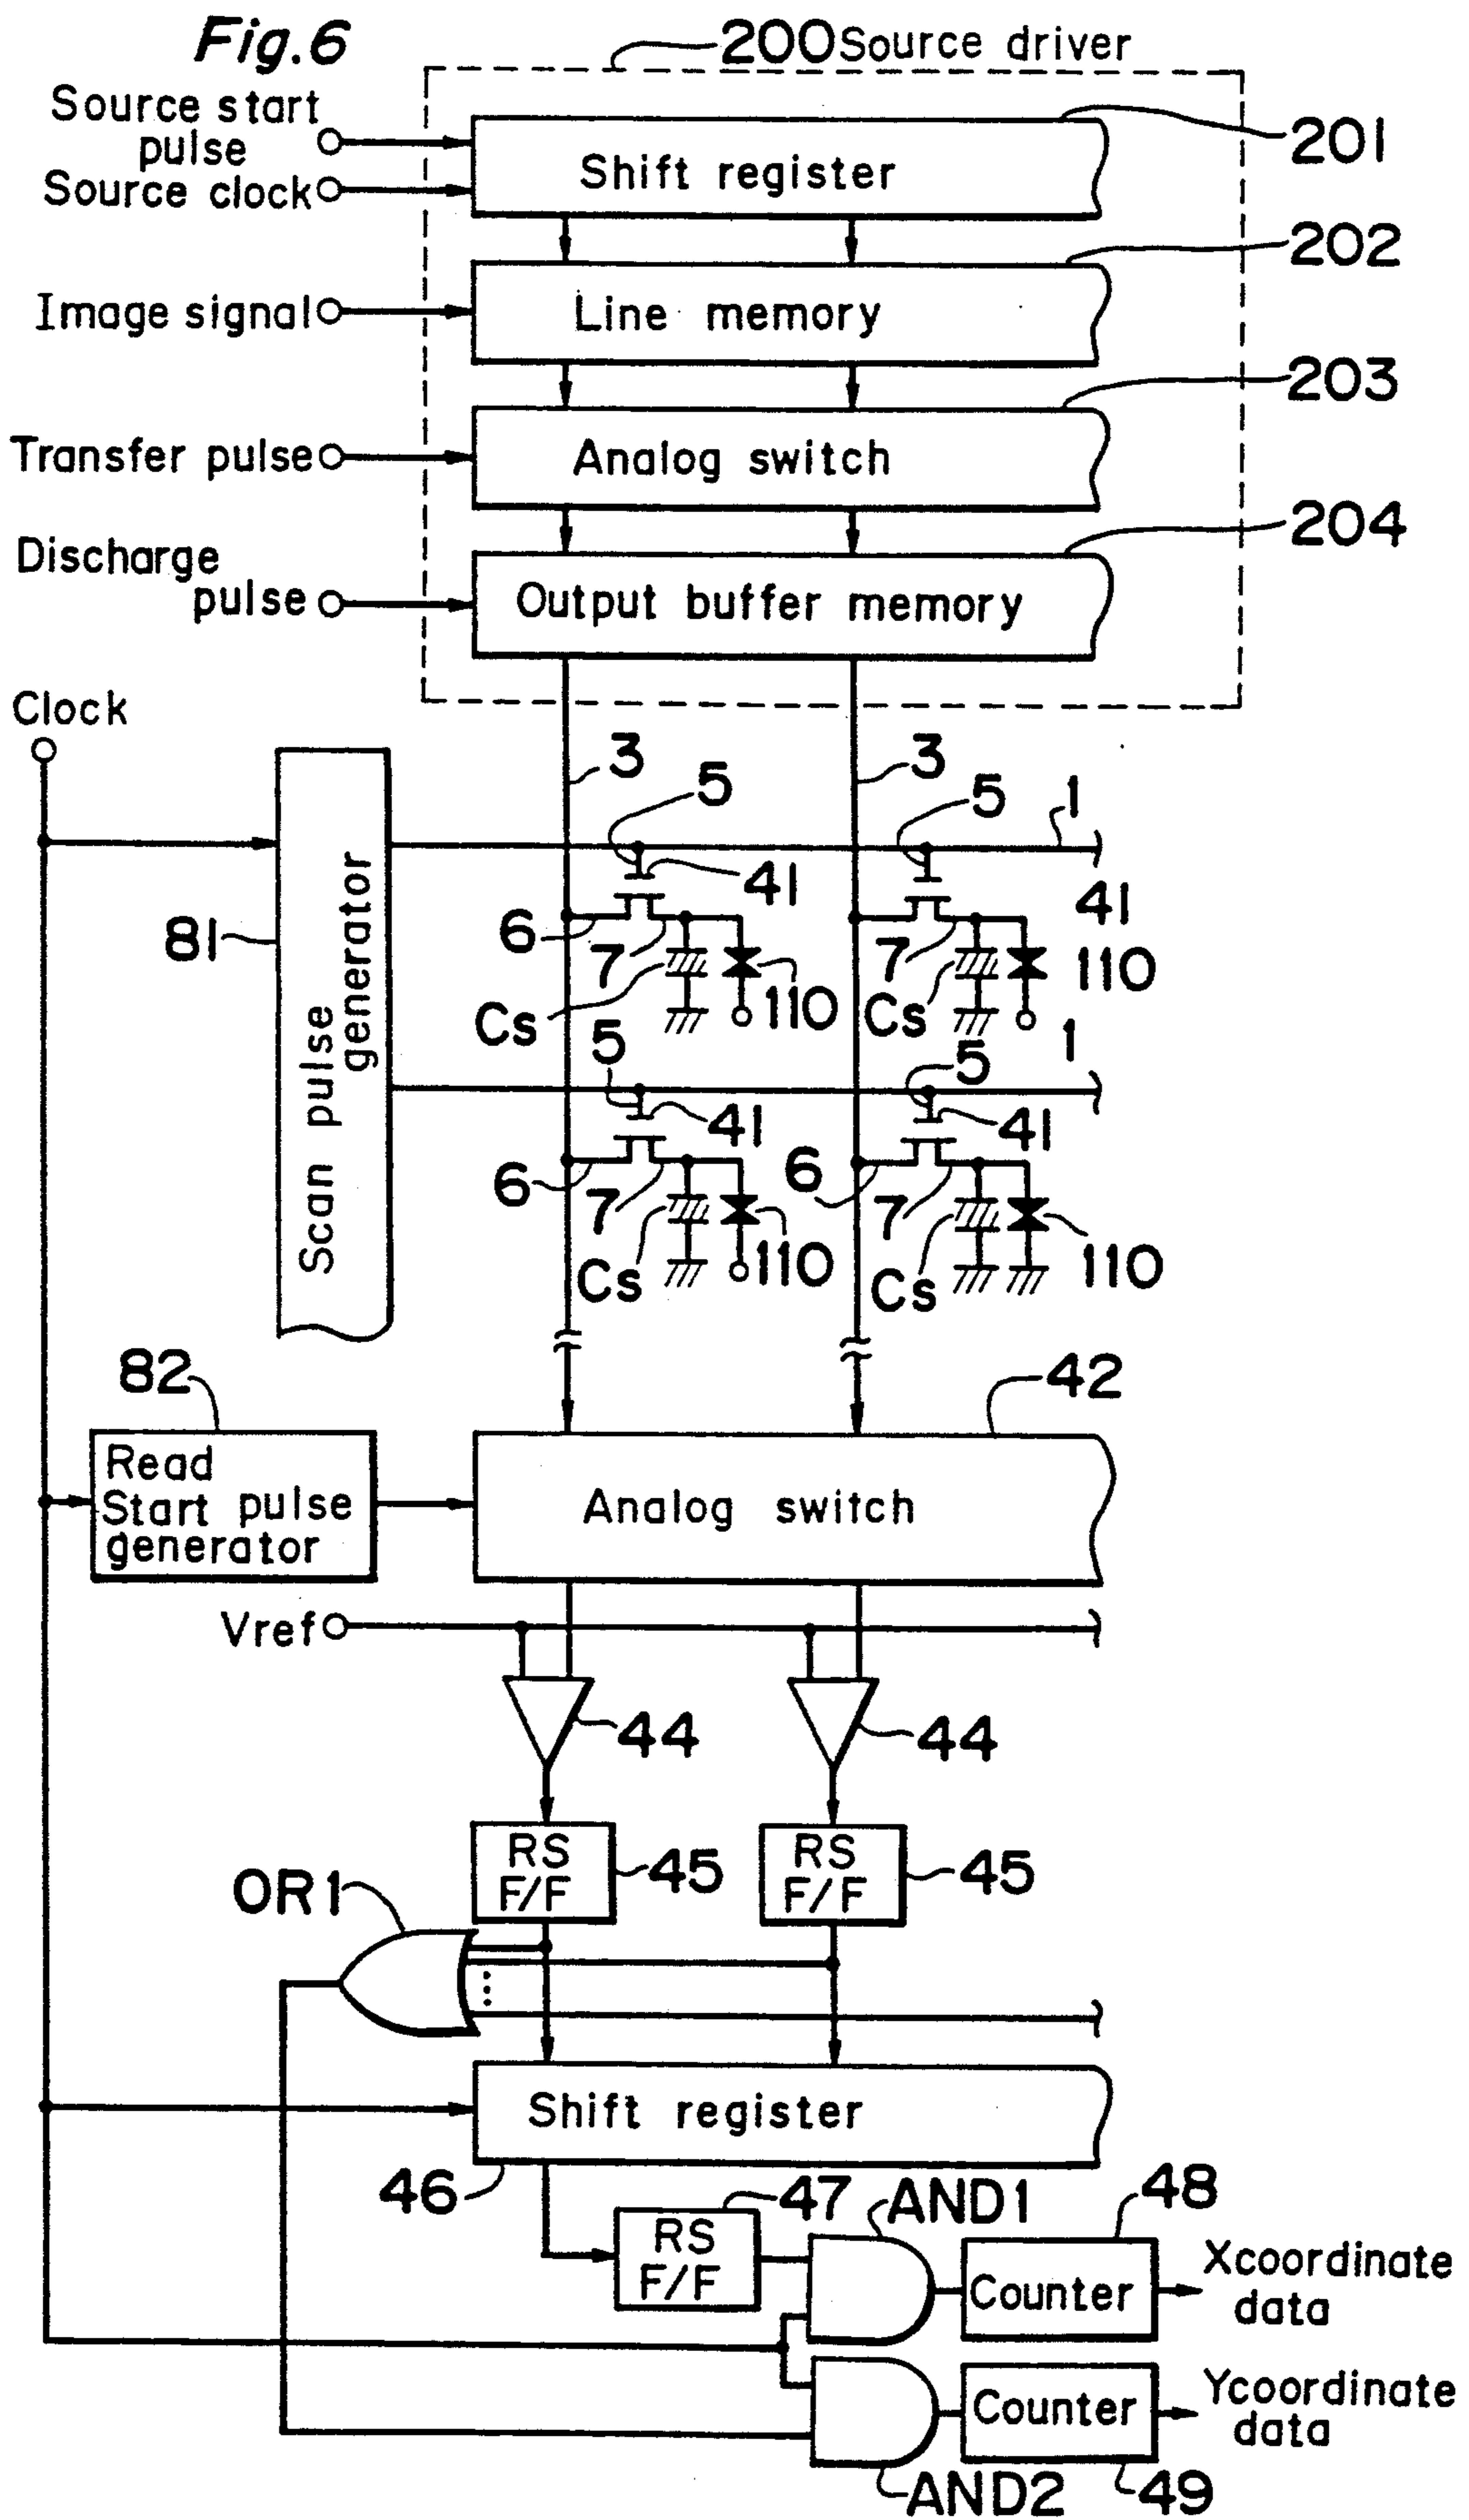 Fig.6
200 Source driver
Source start
pulse
Source clock
Shift register
201
202
Image signal
Line memory
203
Transfer pulse
Analog switch
204
Discharge
pulse
Output buffer memory
Clock
3
3
5
5
1
41
41
81
6
7
7
Cs
110
Cs
110
Scan pulse
generator
5
5
1
41
41
6
7
6
7
Cs
110
Cs
110
82
42
Read
Start pulse
generator
Analog switch
Vref
44
44
RS
F/F
45
RS
F/F
45
OR1
Shift register
46
47
AND1
48
RS
F/F
Counter
Xcoordinate
data
Counter
Ycoordinate
data
AND2
49